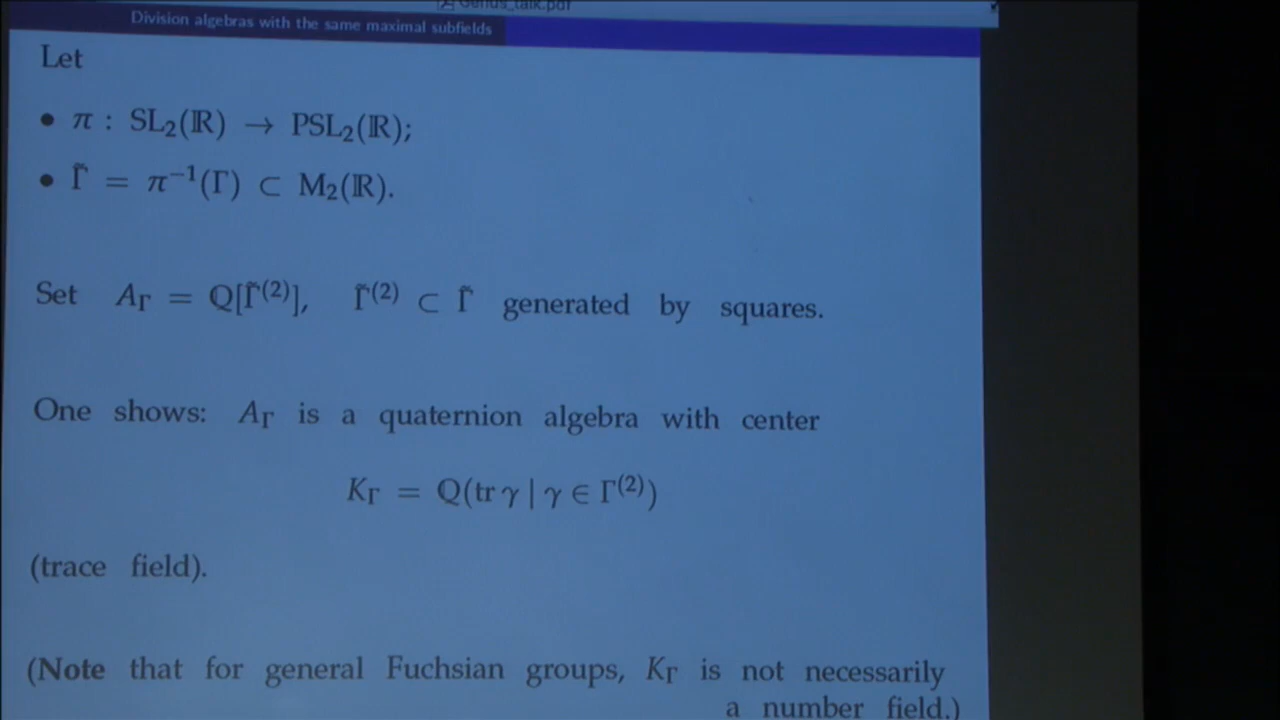 Genius_talk.pdf
Division algebras with the same maximal subfields
Let
• π : SL₂(ℝ) → PSL₂(ℝ);
• Γ̃ = π⁻¹(Γ) ⊂ M₂(ℝ).
Set A_Γ = ℚ[Γ̃⁽²⁾], Γ̃⁽²⁾ ⊂ Γ̃ generated by squares.
One shows: A_Γ is a quaternion algebra with center
K_Γ = ℚ(tr γ | γ ∈ Γ⁽²⁾)
(trace field).
(Note that for general Fuchsian groups, K_Γ is not necessarily
a number field.)